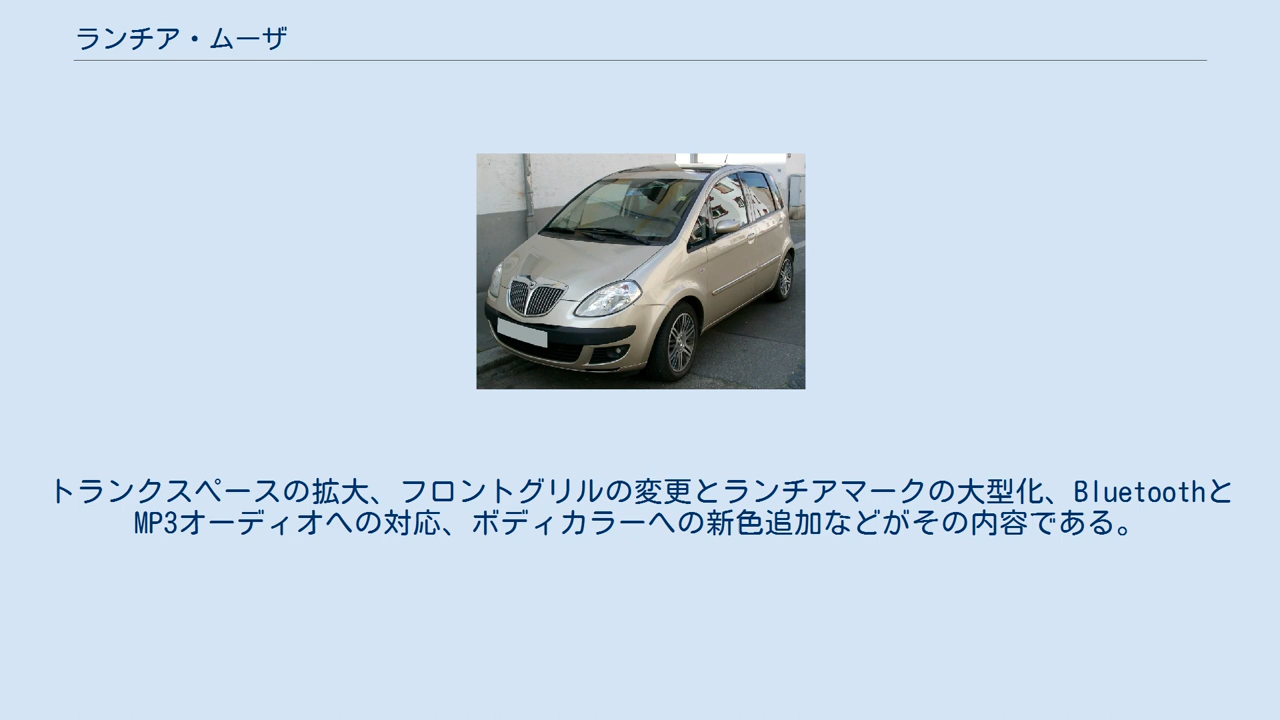 ランチア・ムーザ
トランクスペースの拡大、フロントグリルの変更とランチアマークの大型化、Bluetoothと
MP3オーディオへの対応、ボディカラーへの新色追加などがその内容である。